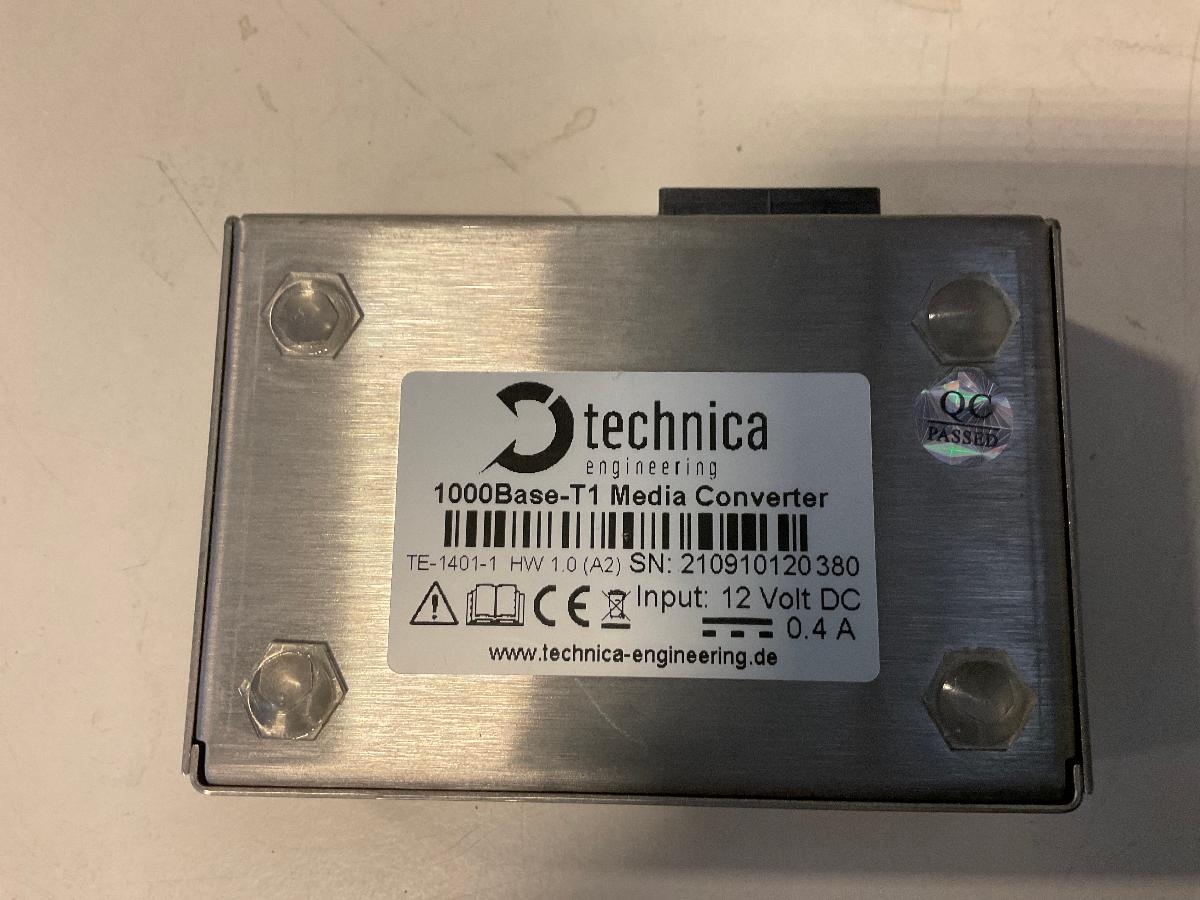 technica
engineering
1000Base-T1 Media Converter
TE-1401-1 HW 1.0 (A2) SN: 210910120380
CE Input: 12 Volt DC
0.4 A
www.technica-engineering.de
QC
PASSED